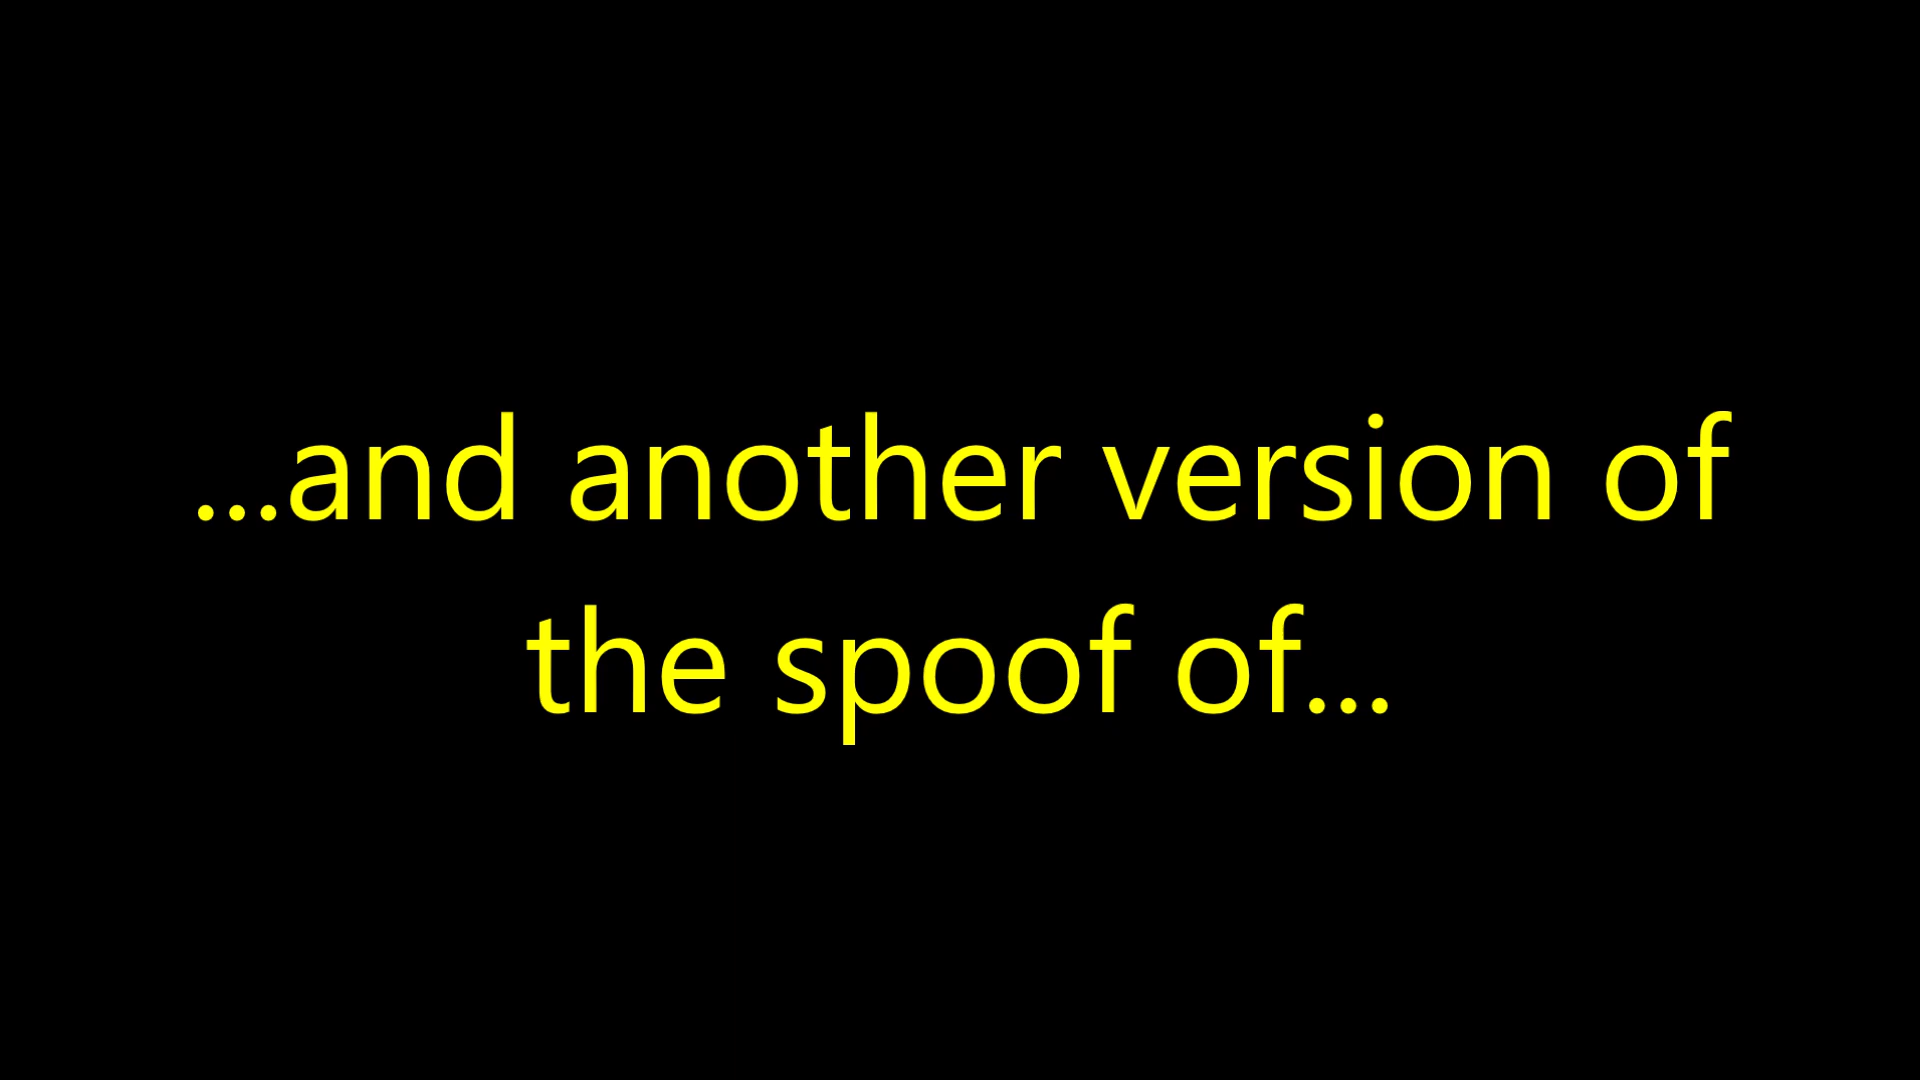 ...and another version of
the spoof of...